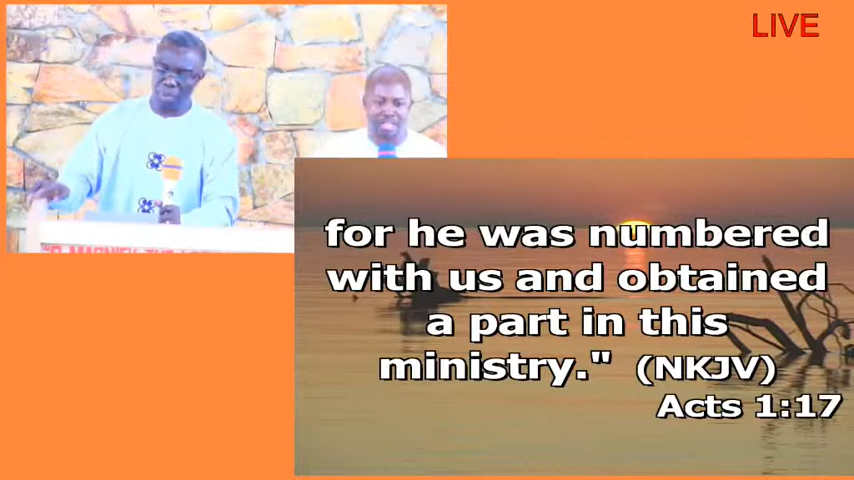 LIVE
for he was numbered
with us and obtained
a part in this
ministry." (NKJV)
Acts 1:17